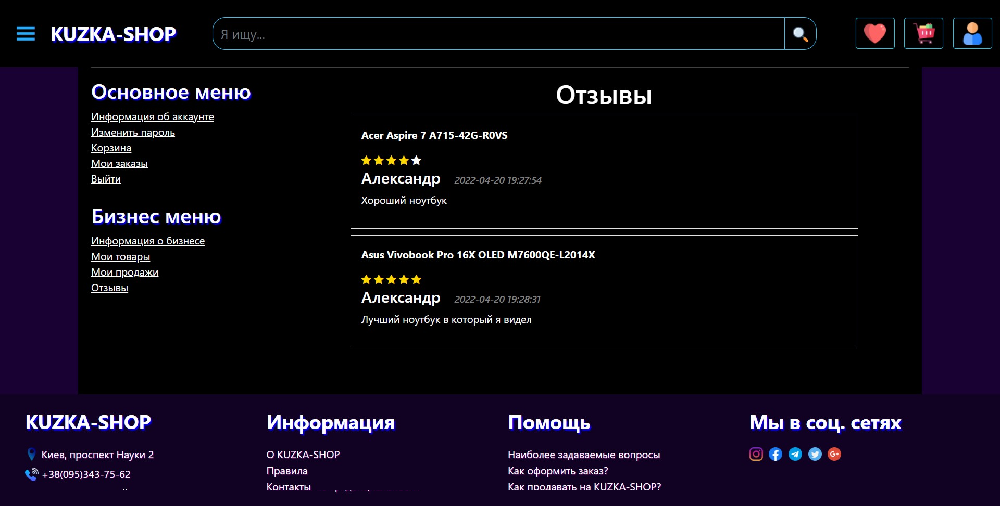 KUZKA-SHOP
Я ищу...
Основное меню
Информация об аккаунте
Изменить пароль
Корзина
Мои заказы
Выйти
Бизнес меню
Информация о бизнесе
Мои товары
Мои продажи
Отзывы
Отзывы
Acer Aspire 7 A715-42G-R0VS
Александр 2022-04-20 19:27:54
Хороший ноутбук
Asus Vivobook Pro 16X OLED M7600QE-L2014X
Александр 2022-04-20 19:28:31
Лучший ноутбук в который я видел
KUZKA-SHOP
Киев, проспект Науки 2
+38(095)343-75-62
Информация
О KUZKA-SHOP
Правила
Контакты
Помощь
Наиболее задаваемые вопросы
Как оформить заказ?
Как продавать на KUZKA-SHOP?
Мы в соц. сетях
G+